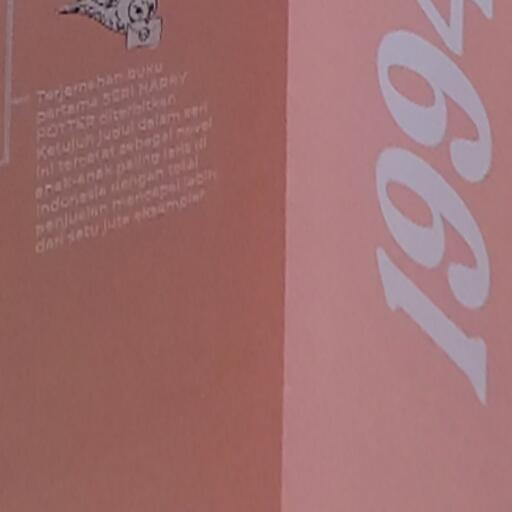 Terjemahan buku
pertama SERI HARRY
POTTER diterbitkan.
Ketujuh judul dalam seri
ini tercatat sebagai novel
anak-anak paling laris di
Indonesia dengan total
penjualan mencapai lebih
dari satu juta eksemplar.
1994